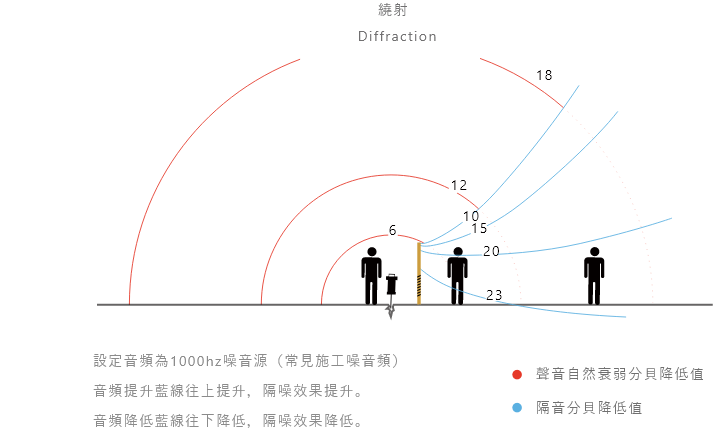 繞射
Diffraction
18
12
10
15
6
20
23
設定音頻為1000hz噪音源（常見施工噪音頻）
音頻提升藍線往上提升，隔噪效果提升。
音頻降低藍線往下降低，隔噪效果降低。
聲音自然衰弱分貝降低值
隔音分貝降低值